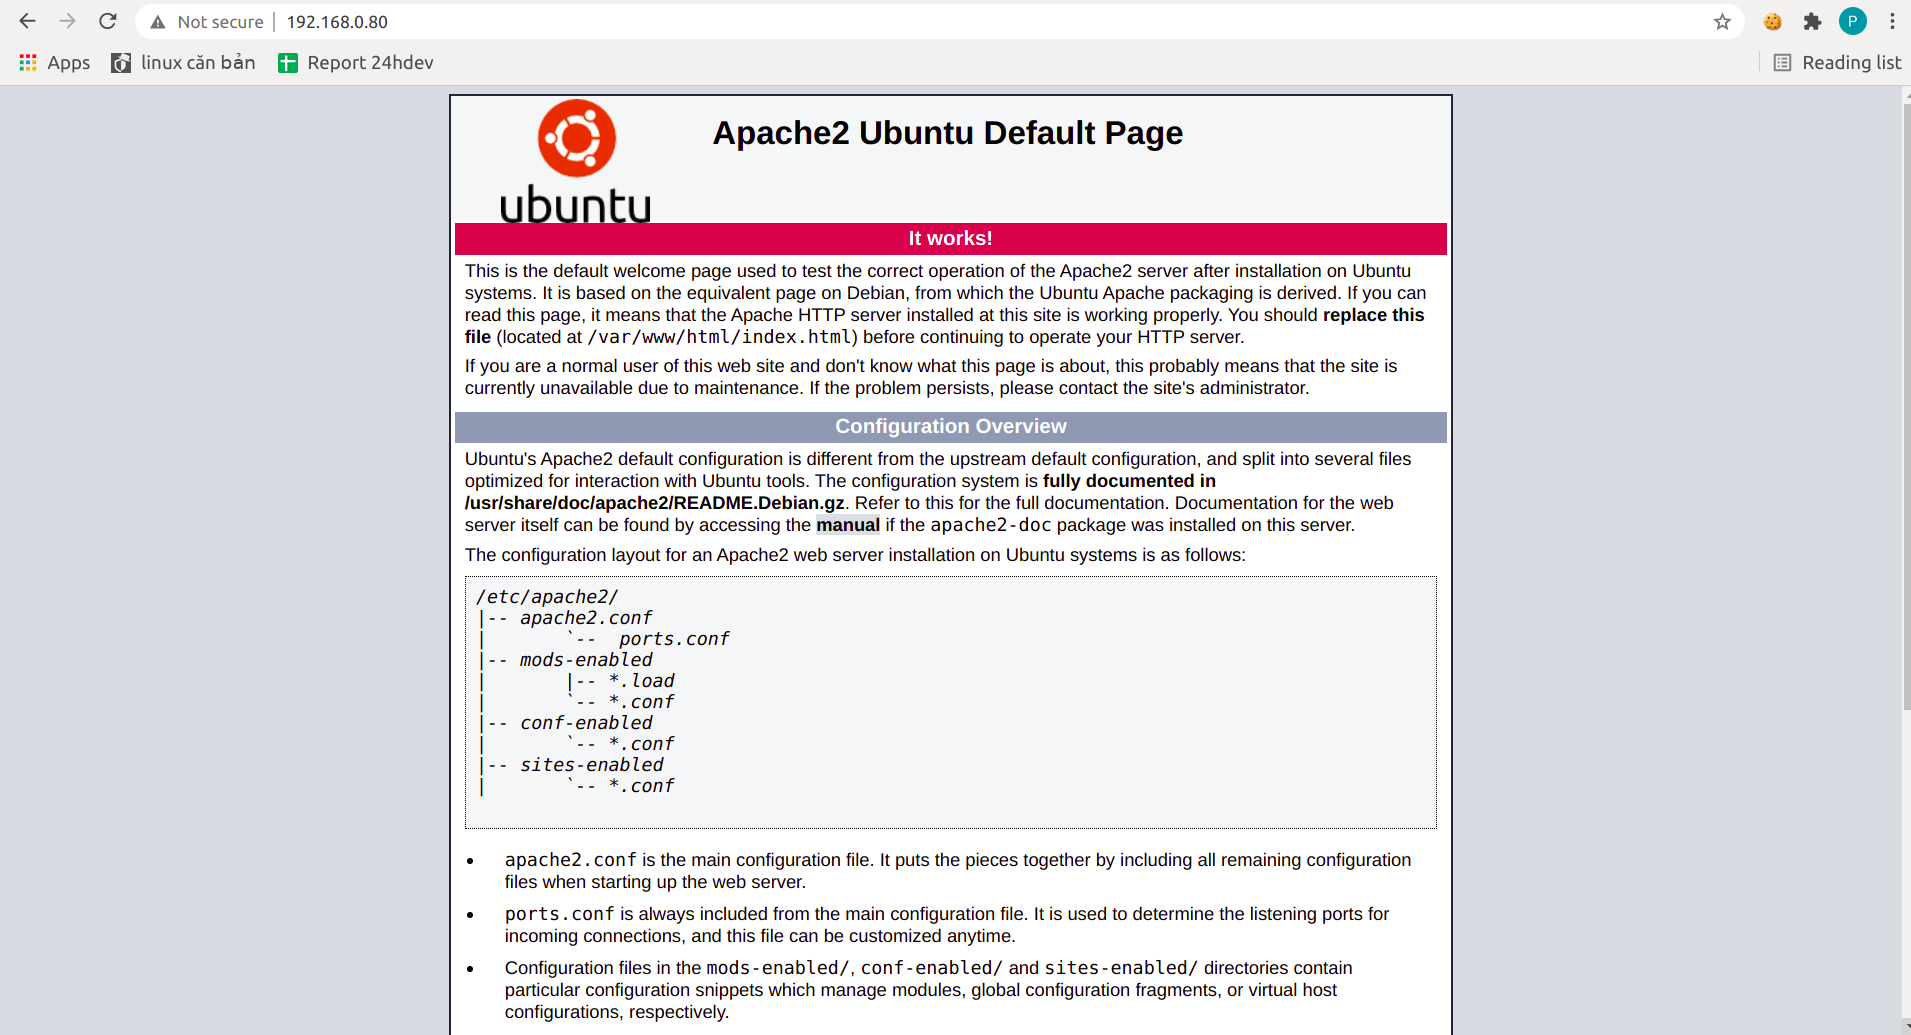 Not secure | 192.168.0.80
P
Apps linux căn bản Report 24hdev Reading list
ubuntu
Apache2 Ubuntu Default Page
It works!
This is the default welcome page used to test the correct operation of the Apache2 server after installation on Ubuntu
systems. It is based on the equivalent page on Debian, from which the Ubuntu Apache packaging is derived. If you can
read this page, it means that the Apache HTTP server installed at this site is working properly. You should replace this
file (located at /var/www/html/index.html) before continuing to operate your HTTP server.
If you are a normal user of this web site and don't know what this page is about, this probably means that the site is
currently unavailable due to maintenance. If the problem persists, please contact the site's administrator.
Configuration Overview
Ubuntu's Apache2 default configuration is different from the upstream default configuration, and split into several files
optimized for interaction with Ubuntu tools. The configuration system is fully documented in
/usr/share/doc/apache2/README.Debian.gz. Refer to this for the full documentation. Documentation for the web
server itself can be found by accessing the manual if the apache2-doc package was installed on this server.
The configuration layout for an Apache2 web server installation on Ubuntu systems is as follows:
/etc/apache2/
|-- apache2.conf
|       `--  ports.conf
|-- mods-enabled
|       |-- *.load
|       `-- *.conf
|-- conf-enabled
|       `-- *.conf
|-- sites-enabled
|       `-- *.conf
• apache2.conf is the main configuration file. It puts the pieces together by including all remaining configuration
files when starting up the web server.
• ports.conf is always included from the main configuration file. It is used to determine the listening ports for
incoming connections, and this file can be customized anytime.
• Configuration files in the mods-enabled/, conf-enabled/ and sites-enabled/ directories contain
particular configuration snippets which manage modules, global configuration fragments, or virtual host
configurations, respectively.